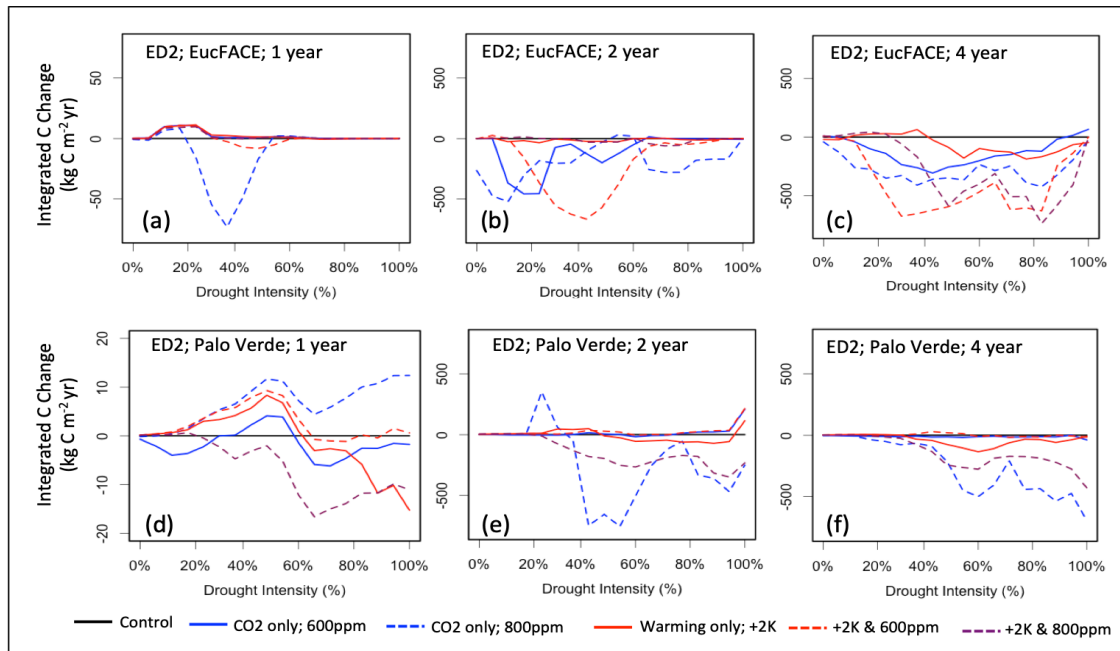 ED2; EucFACE; 1 year
ED2; EucFACE; 2 year
ED2; EucFACE; 4 year
Integrated C Change
(kg C m⁻² yr)
50
0
-50
500
0
-500
500
0
-500
(a)
(b)
(c)
0% 20% 40% 60% 80% 100%
0% 20% 40% 60% 80% 100%
0% 20% 40% 60% 80% 100%
Drought Intensity (%)
Drought Intensity (%)
Drought Intensity (%)
ED2; Palo Verde; 1 year
ED2; Palo Verde; 2 year
ED2; Palo Verde; 4 year
Integrated C Change
(kg C m⁻² yr)
20
10
0
-10
-20
500
0
-500
500
0
-500
(d)
(e)
(f)
0% 20% 40% 60% 80% 100%
0% 20% 40% 60% 80% 100%
0% 20% 40% 60% 80% 100%
Drought Intensity (%)
Drought Intensity (%)
Drought Intensity (%)
Control CO2 only; 600ppm CO2 only; 800ppm Warming only; +2K +2K & 600ppm +2K & 800ppm